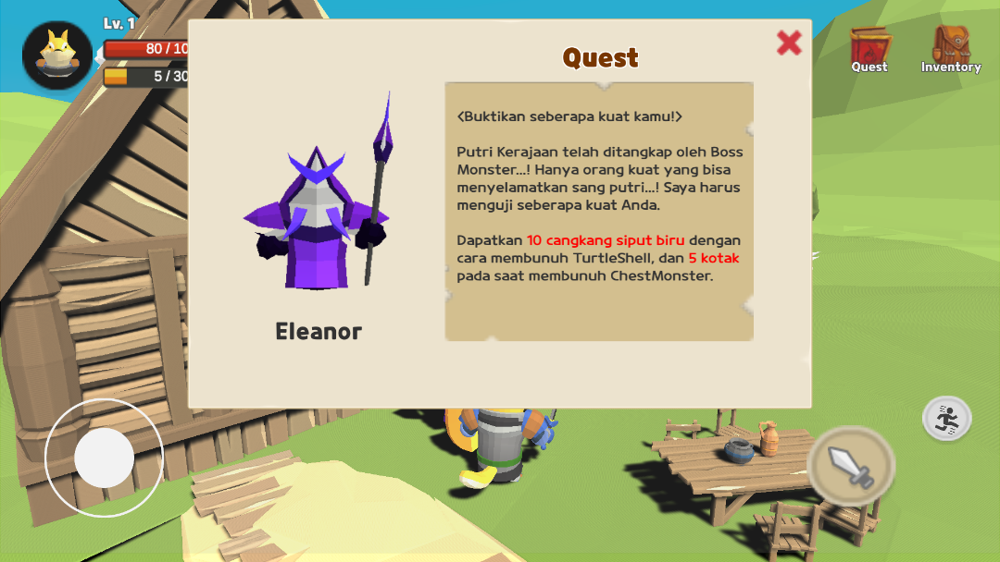 Lv. 1
80 / 10
5 / 30
Quest
<Buktikan seberapa kuat kamu!>
Putri Kerajaan telah ditangkap oleh Boss
Monster...! Hanya orang kuat yang bisa
menyelamatkan sang putri...! Saya harus
menguji seberapa kuat Anda.
Dapatkan 10 cangkang siput biru dengan
cara membunuh TurtleShell, dan 5 kotak
pada saat membunuh ChestMonster.
Eleanor
Quest
Inventory